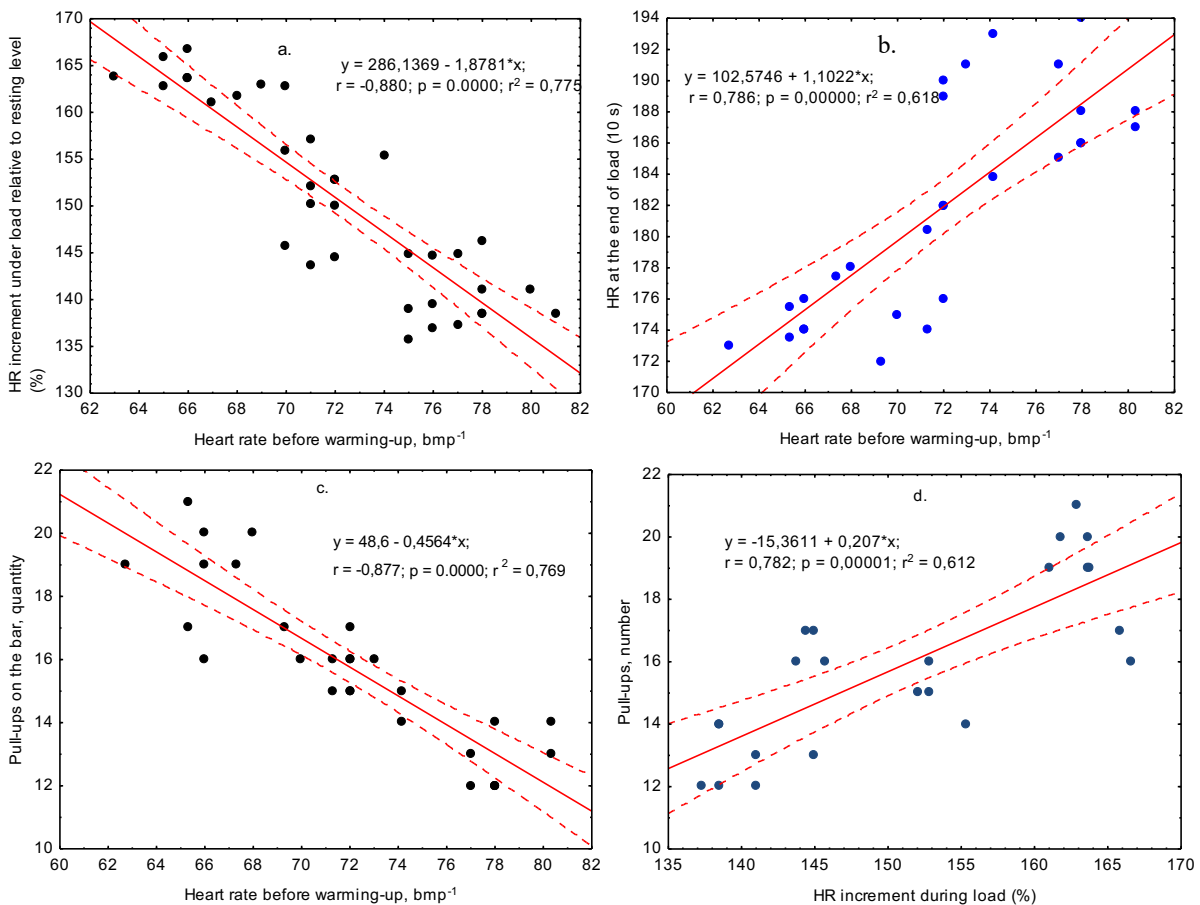 a.
y = 286,1369 - 1,8781*x;
r = -0,880; p = 0.0000; r² = 0,775
HR increment under load relative to resting level
(%)
170
165
160
155
150
145
140
135
130
62 64 66 68 70 72 74 76 78 80 82
Heart rate before warming-up, bmp⁻¹
b.
y = 102,5746 + 1,1022*x;
r = 0,786; p = 0,00000; r² = 0,618
HR at the end of load (10 s)
194
190
186
182
178
174
170
60 64 68 72 76 80
62 66 70 74 78 82
Heart rate before warming-up, bmp⁻¹
c.
y = 48,6 - 0,4564*x;
r = -0,877; p = 0.0000; r ² = 0,769
Pull-ups on the bar, quantity
22
20
18
16
14
12
10
60 62 64 66 68 70 72 74 76 78 80 82
Heart rate before warming-up, bmp⁻¹
d.
y = -15,3611 + 0,207*x;
r = 0,782; p = 0,00001; r² = 0,612
Pull-ups, number
22
20
18
16
14
12
10
135 140 145 150 155 160 165 170
HR increment during load (%)